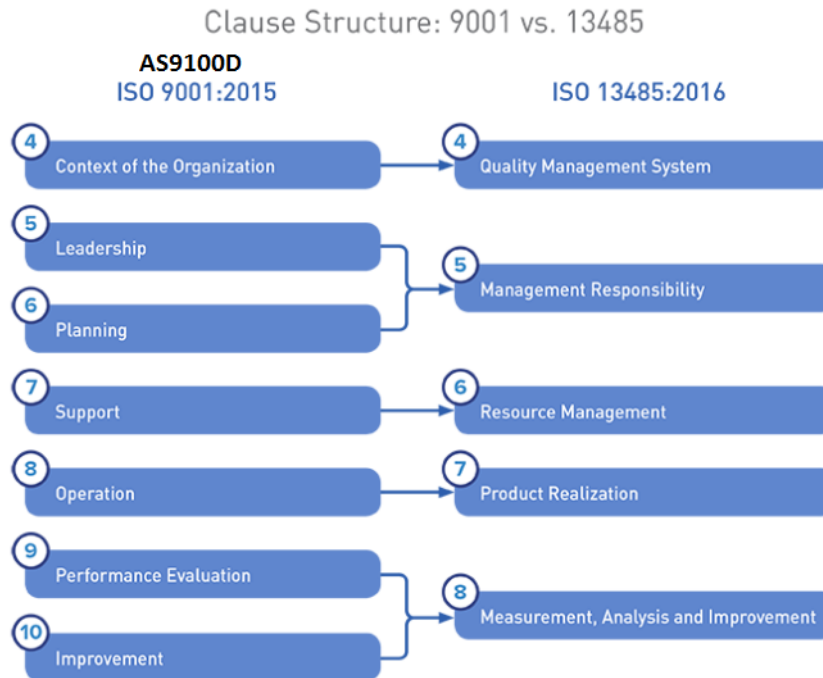 Clause Structure: 9001 vs. 13485
AS9100D
ISO 9001:2015
ISO 13485:2016
4
Context of the Organization
4
Quality Management System
5
Leadership
5
Management Responsibility
6
Planning
7
Support
6
Resource Management
8
Operation
7
Product Realization
9
Performance Evaluation
8
Measurement, Analysis and Improvement
10
Improvement